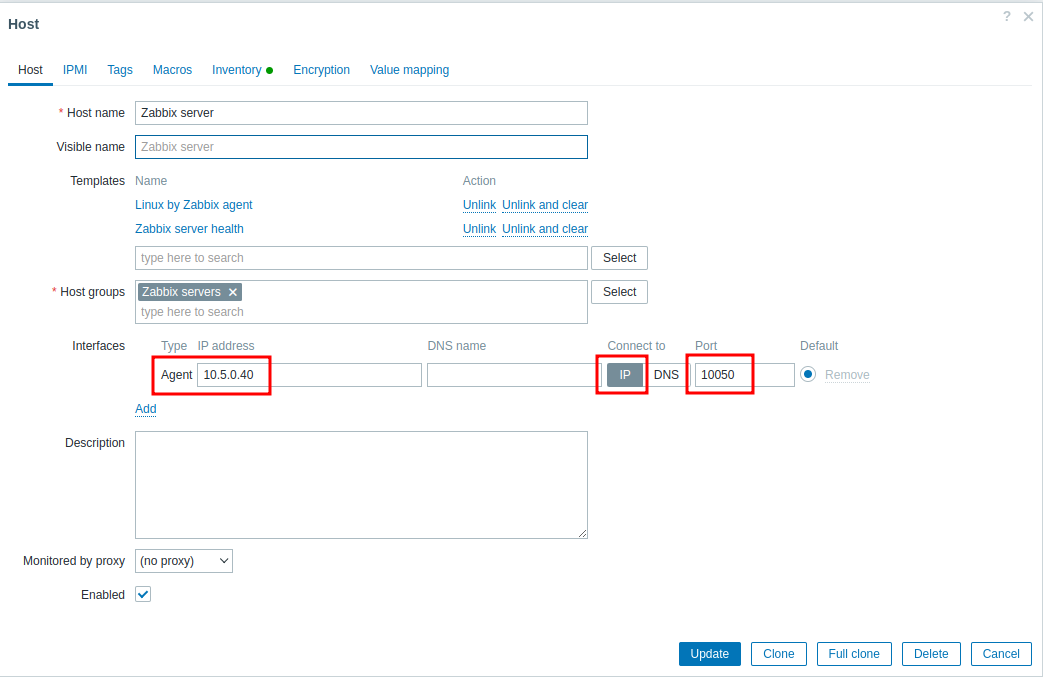 Host
?
Host IPMI Tags Macros Inventory Encryption Value mapping
* Host name Zabbix server
Visible name Zabbix server
Templates Name Action
Linux by Zabbix agent Unlink Unlink and clear
Zabbix server health Unlink Unlink and clear
type here to search Select
* Host groups Zabbix servers Select
type here to search
Interfaces Type IP address DNS name Connect to Port Default
Agent 10.5.0.40 IP DNS 10050 Remove
Add
Description
Monitored by proxy (no proxy)
Enabled
Update Clone Full clone Delete Cancel